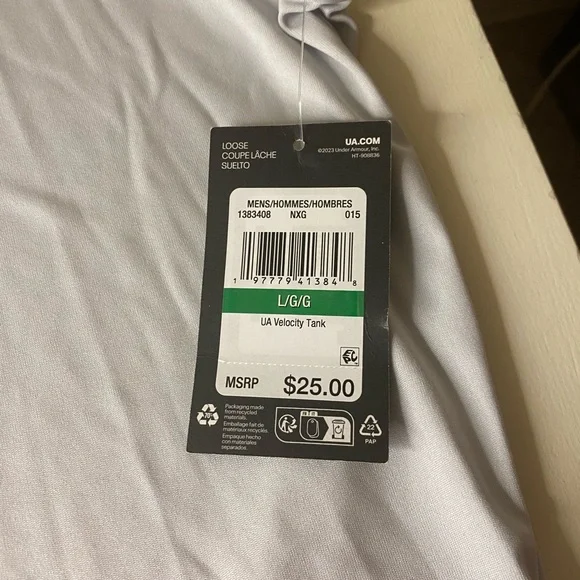 LOOSE
COUPE LÂCHE
SUELTO
UA.COM
©2023 Under Armour, Inc.
HT-908836
MENS/HOMMES/HOMBRES
1383408 NXG 015
1 97779 41384 8
L/G/G
UA Velocity Tank
MSRP $25.00
Packaging made
from recycled
materials.
Emballage fait de
matériaux recyclés.
Empaque hecho
con materiales
separados.
22
PAP